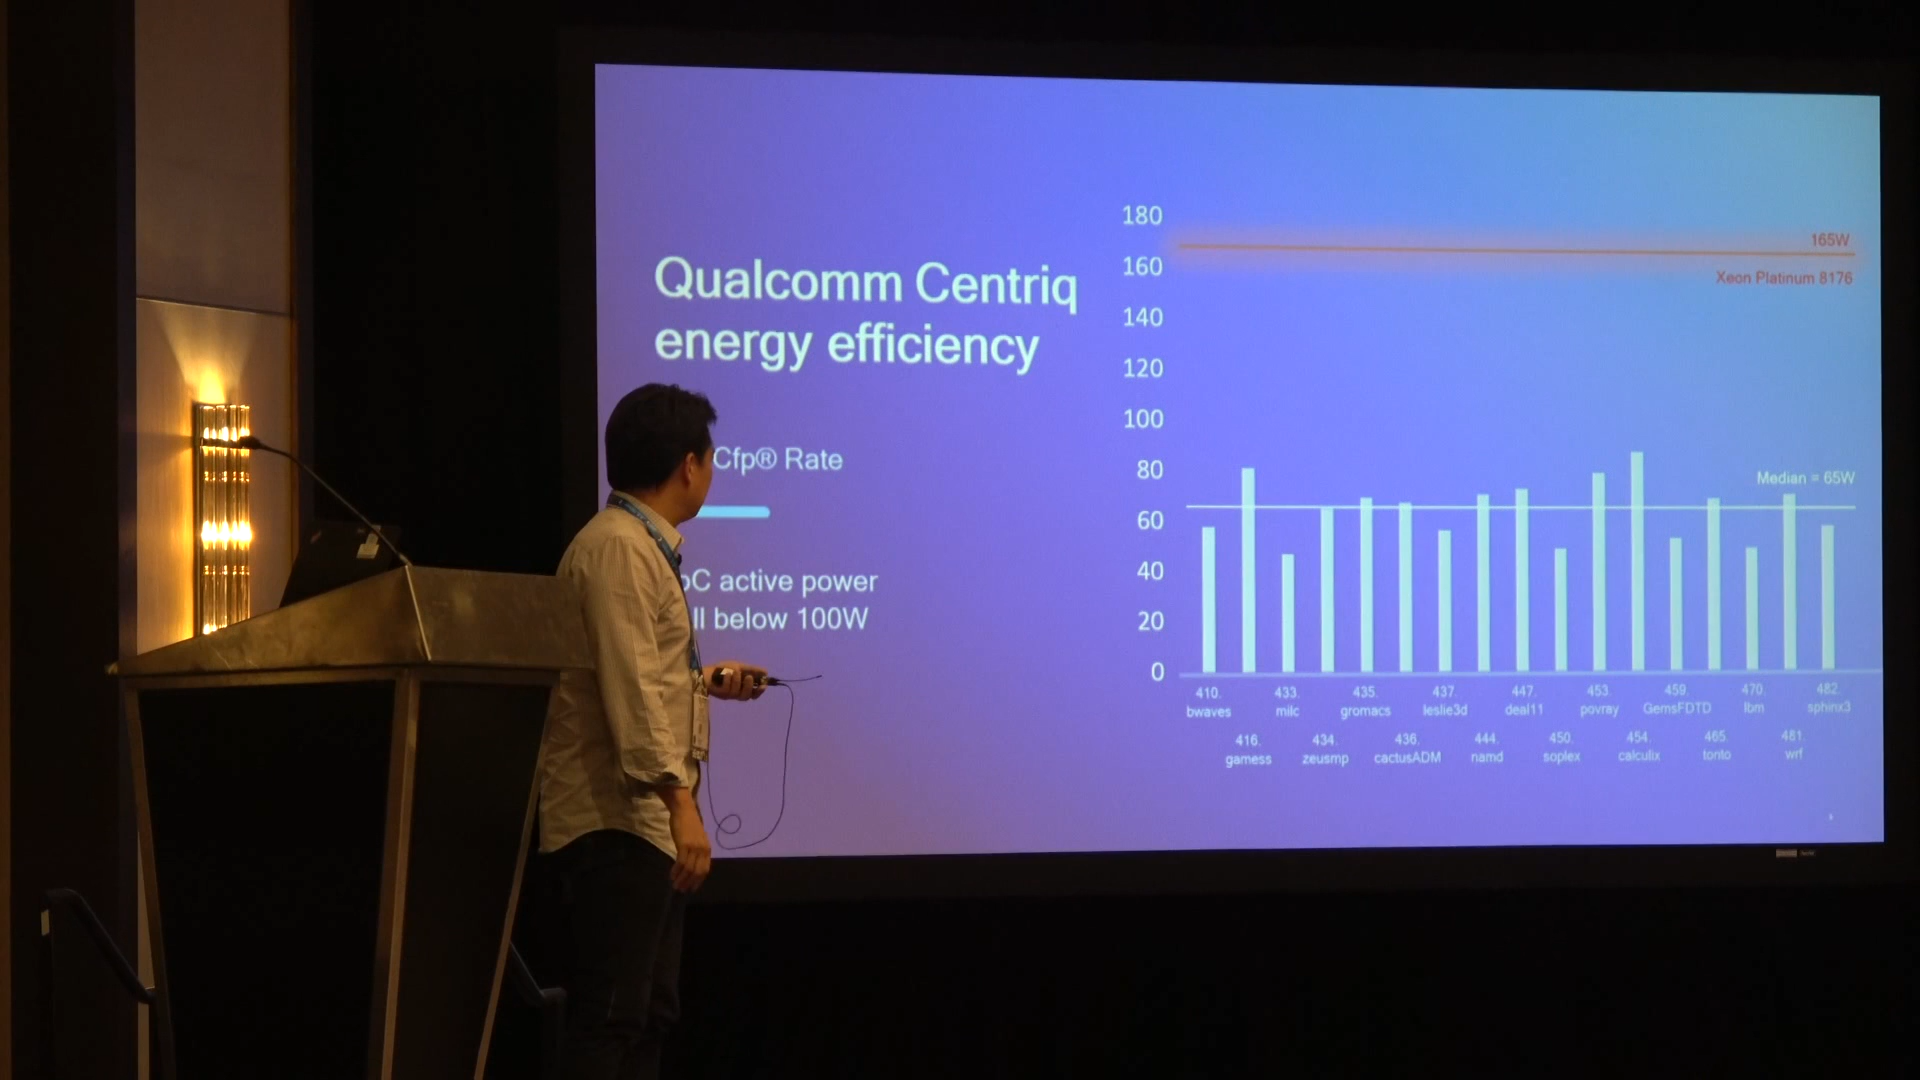 Qualcomm Centriq
energy efficiency
Cfp® Rate
C active power
ll below 100W
180
160
140
120
100
80
60
40
20
0
165W
Xeon Platinum 8176
Median = 65W
410.
bwaves
433.
milc
435.
gromacs
437.
leslie3d
447.
deal11
453.
povray
459.
GemsFDTD
470.
lbm
482.
sphinx3
416.
gamess
434.
zeusmp
436.
cactusADM
444.
namd
450.
soplex
454.
calculix
465.
tonto
481.
wrf